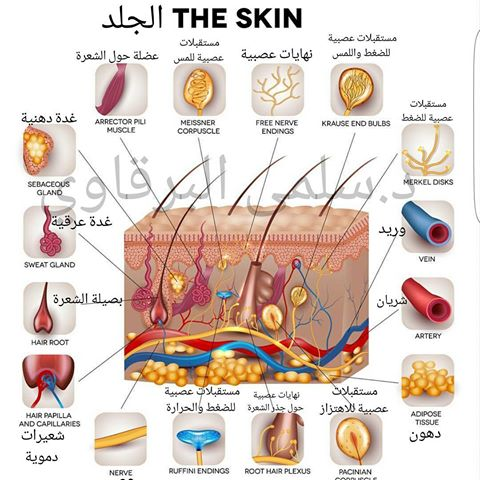 الجلد THE SKIN
عضلة حول الشعرة
ARRECTOR PILI
MUSCLE
مستقبلات
عصبية للمس
MEISSNER
CORPUSCLE
نهايات عصبية
FREE NERVE
ENDINGS
مستقبلات عصبية
للضغط واللمس
KRAUSE END BULBS
مستقبلات
عصبية للضغط
MERKEL DISKS
غدة دهنية
SEBACEOUS
GLAND
د.سلمى البرقاوي
غدة عرقية
SWEAT GLAND
وريد
VEIN
بصيلة الشعرة
HAIR ROOT
شريان
ARTERY
HAIR PAPILLA
AND CAPILLARIES
شعيرات
دموية
NERVE
مستقبلات عصبية
للضغط والحرارة
RUFFINI ENDINGS
نهايات عصبية
حول جذر الشعرة
ROOT HAIR PLEXUS
مستقبلات
عصبية للاهتزاز
PACINIAN
CORPUSCLE
ADIPOSE
TISSUE
دهون